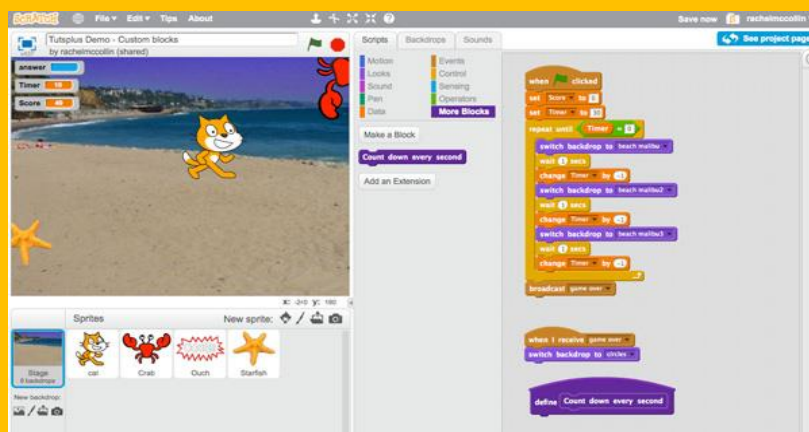 SCRATCH File Edit Tips About Save now rachelmccollin
Tutsplus Demo - Custom blocks
by rachelmccollin (shared)
Scripts Backdrops Sounds
See project page
answer
Timer 10
Score 40
Motion Events
Looks Control
Sound Sensing
Pen Operators
Data More Blocks
Make a Block
Count down every second
Add an Extension
when clicked
set Score to 0
set Timer to 30
repeat until Timer = 0
switch backdrop to beach malibu
wait 1 secs
change Timer by -1
switch backdrop to beach malibu2
wait 1 secs
change Timer by -1
switch backdrop to beach malibu3
wait 1 secs
change Timer by -1
broadcast game over
when I receive game over
switch backdrop to circles
define Count down every second
Sprites New sprite:
Stage
backdrops
cat Crab Ouch Starfish
New backdrop: